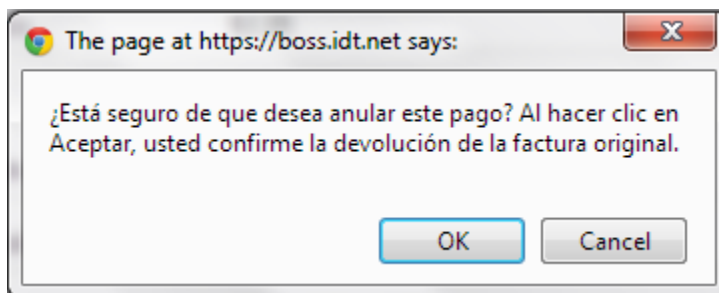 The page at https://boss.idt.net says:
¿Está seguro de que desea anular este pago? Al hacer clic en
Aceptar, usted confirme la devolución de la factura original.
OK
Cancel